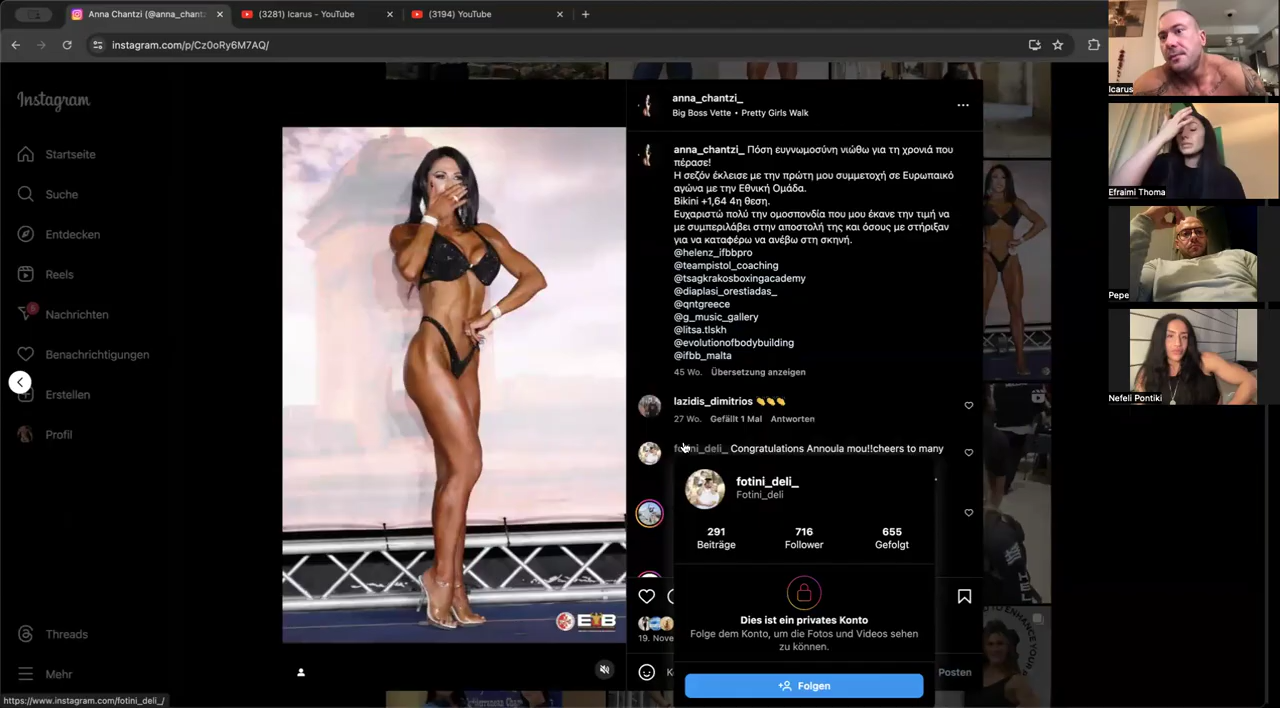 Anna Chantzi (@anna_chant:
(3281) Icarus - YouTube
(3194) YouTube
instagram.com/p/Cz0oRy6M7AQ/
Instagram
Startseite
Suche
Entdecken
Reels
5
Nachrichten
Benachrichtigungen
Erstellen
Profil
Threads
Mehr
https://www.instagram.com/fotini_deli_/
anna_chantzi_
Big Boss Vette • Pretty Girls Walk
anna_chantzi_ Πόση ευγνωμοσύνη νιώθω για τη χρονιά που
πέρασε!
Η σεζόν έκλεισε με την πρώτη μου συμμετοχή σε Ευρωπαικό
αγώνα με την Εθνική Ομάδα.
Bikini +1,64 4η θεση.
Ευχαριστώ πολύ την ομοσπονδία που μου έκανε την τιμή να
με συμπεριλάβει στην αποστολή της και όσους με στήριξαν
για να καταφέρω να ανέβω στη σκηνή.
@helenz_ifbbpro
@teampistol_coaching
@tsagkrakosboxingacademy
@diaplasi_orestiadas_
@qntgreece
@g_music_gallery
@litsa.tlskh
@evolutionofbodybuilding
@ifbb_malta
45 Wo. Übersetzung anzeigen
lazidis_dimitrios 👏👏👏
27 Wo. Gefällt 1 Mal Antworten
fotini_deli_ Congratulations Annoula mou!!cheers to many
fotini_deli_
Fotini_deli
291 716 655
Beiträge Follower Gefolgt
Dies ist ein privates Konto
Folge dem Konto, um die Fotos und Videos sehen
zu können.
Folgen
19. Nove
K
Posten
EB
Icarus
Efraimi Thoma
Pepe
Nefeli Pontiki